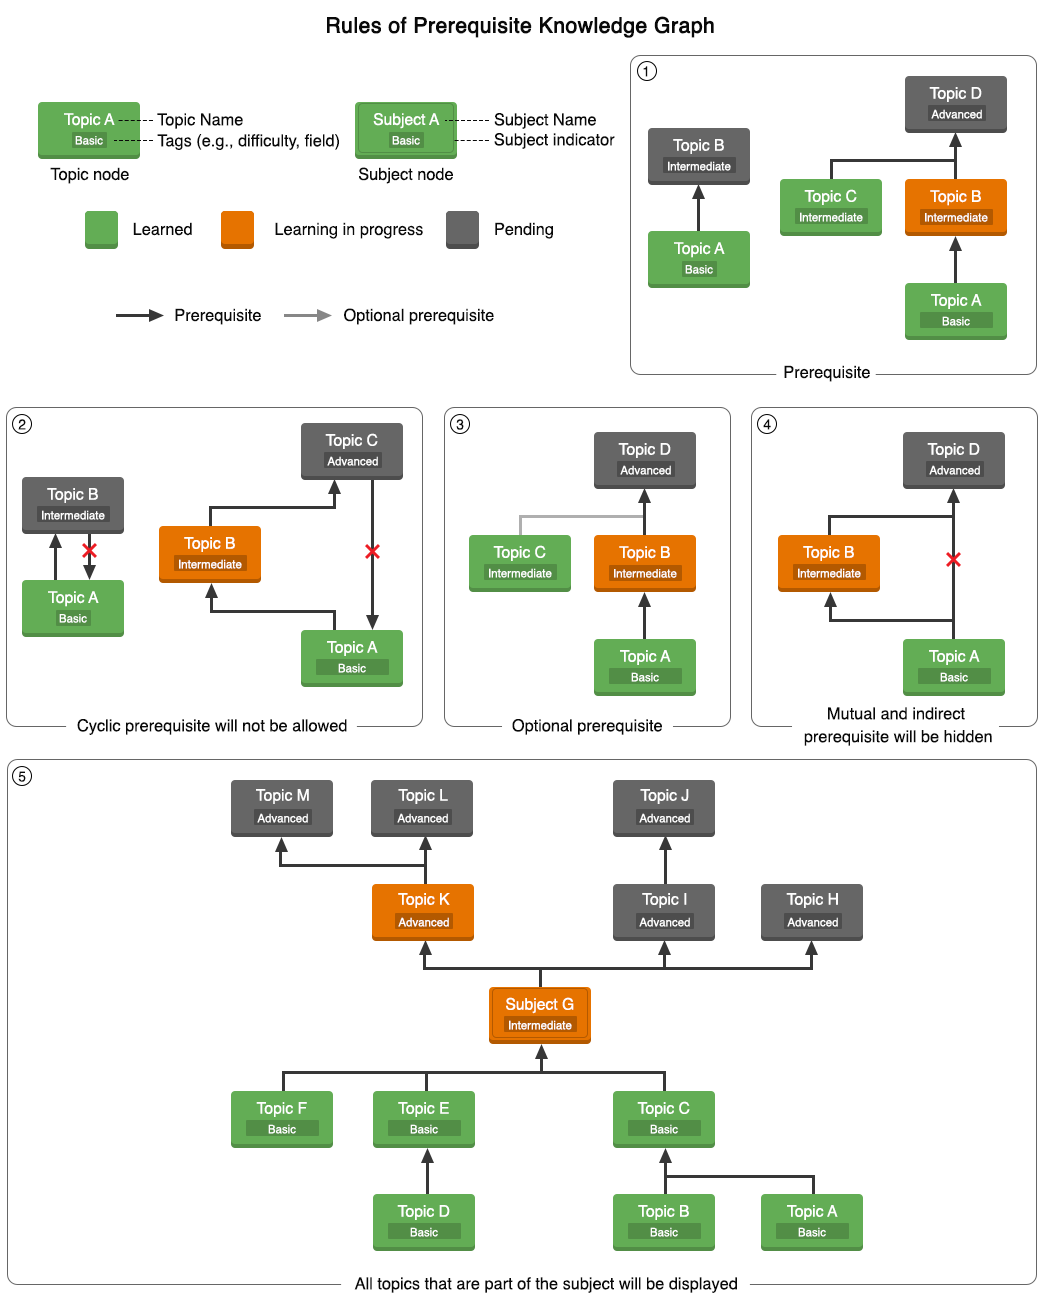 Rules of Prerequisite Knowledge Graph
Topic A
Basic
Topic Name
Tags (e.g., difficulty, field)
Topic node
Subject A
Basic
Subject Name
Subject indicator
Subject node
Learned
Learning in progress
Pending
Prerequisite
Optional prerequisite
1
Topic B
Intermediate
Topic A
Basic
Topic D
Advanced
Topic C
Intermediate
Topic B
Intermediate
Topic A
Basic
Prerequisite
2
Topic B
Intermediate
Topic A
Basic
Topic C
Advanced
Topic B
Intermediate
Topic A
Basic
Cyclic prerequisite will not be allowed
3
Topic D
Advanced
Topic C
Intermediate
Topic B
Intermediate
Topic A
Basic
Optional prerequisite
4
Topic D
Advanced
Topic B
Intermediate
Topic A
Basic
Mutual and indirect
prerequisite will be hidden
5
Topic M
Advanced
Topic L
Advanced
Topic J
Advanced
Topic K
Advanced
Topic I
Advanced
Topic H
Advanced
Subject G
Intermediate
Topic F
Basic
Topic E
Basic
Topic C
Basic
Topic D
Basic
Topic B
Basic
Topic A
Basic
All topics that are part of the subject will be displayed